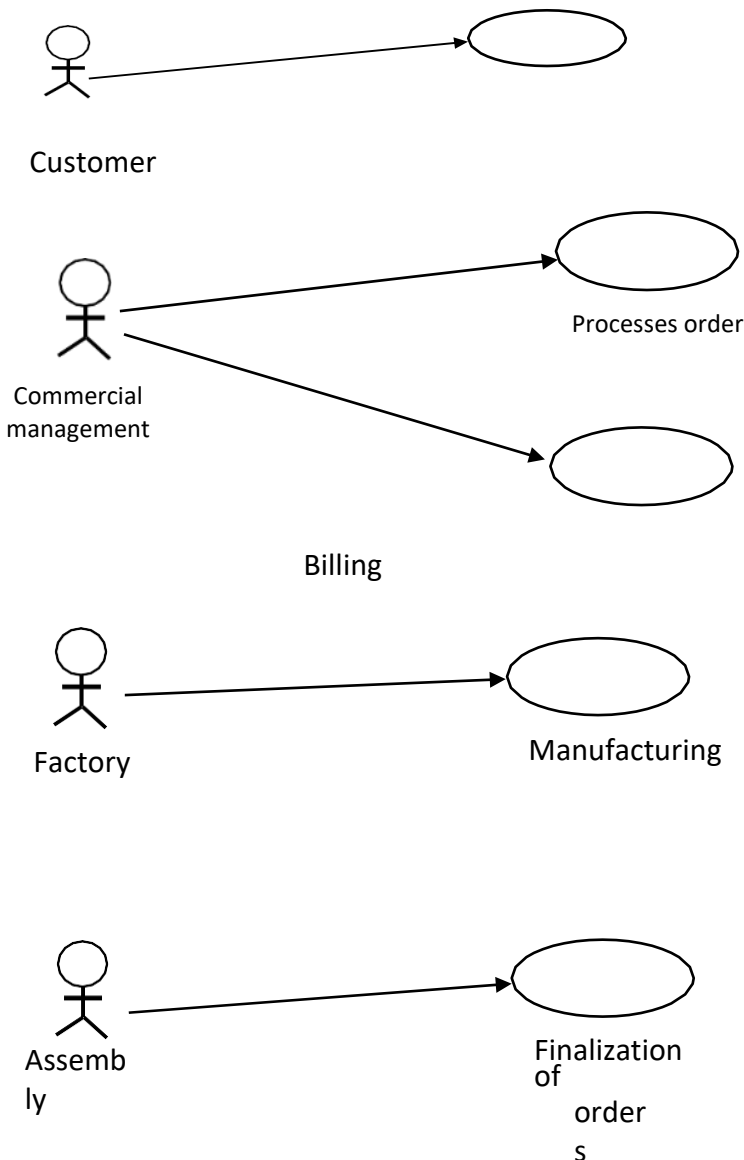 Customer
Processes order
Commercial
management
Billing
Factory
Manufacturing
Assemb
ly
Finalization
of
order
s